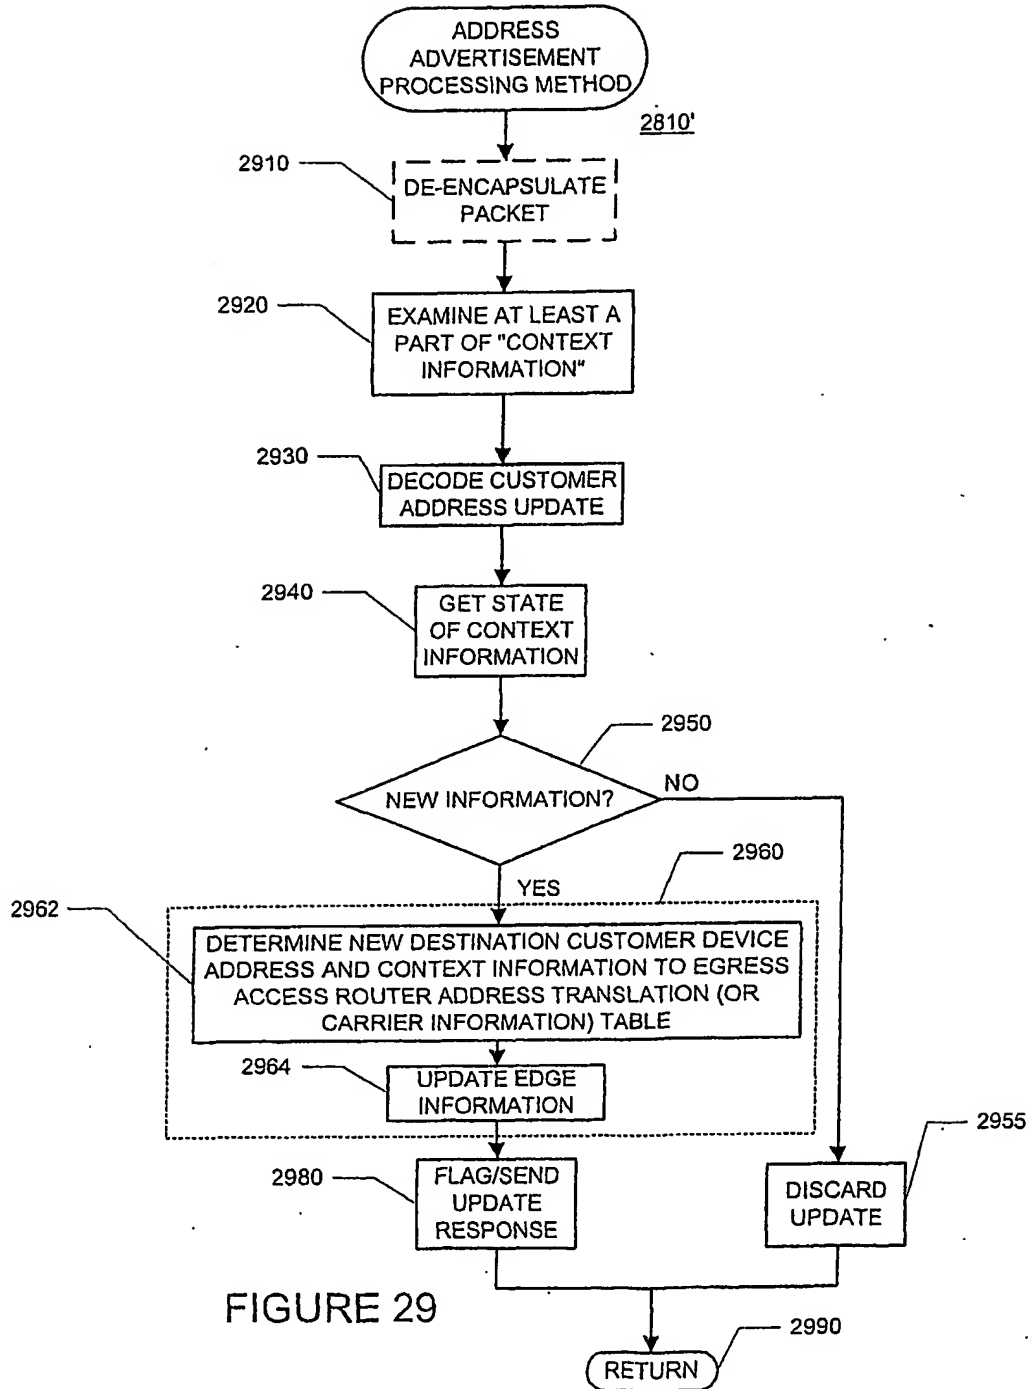 ADDRESS
ADVERTISEMENT
PROCESSING METHOD
2810'
2910
DE-ENCAPSULATE
PACKET
2920
EXAMINE AT LEAST A
PART OF "CONTEXT
INFORMATION"
2930
DECODE CUSTOMER
ADDRESS UPDATE
2940
GET STATE
OF CONTEXT
INFORMATION
2950
NEW INFORMATION?
NO
YES
2960
2962
DETERMINE NEW DESTINATION CUSTOMER DEVICE
ADDRESS AND CONTEXT INFORMATION TO EGRESS
ACCESS ROUTER ADDRESS TRANSLATION (OR
CARRIER INFORMATION) TABLE
2964
UPDATE EDGE
INFORMATION
2980
FLAG/SEND
UPDATE
RESPONSE
2955
DISCARD
UPDATE
FIGURE 29
2990
RETURN